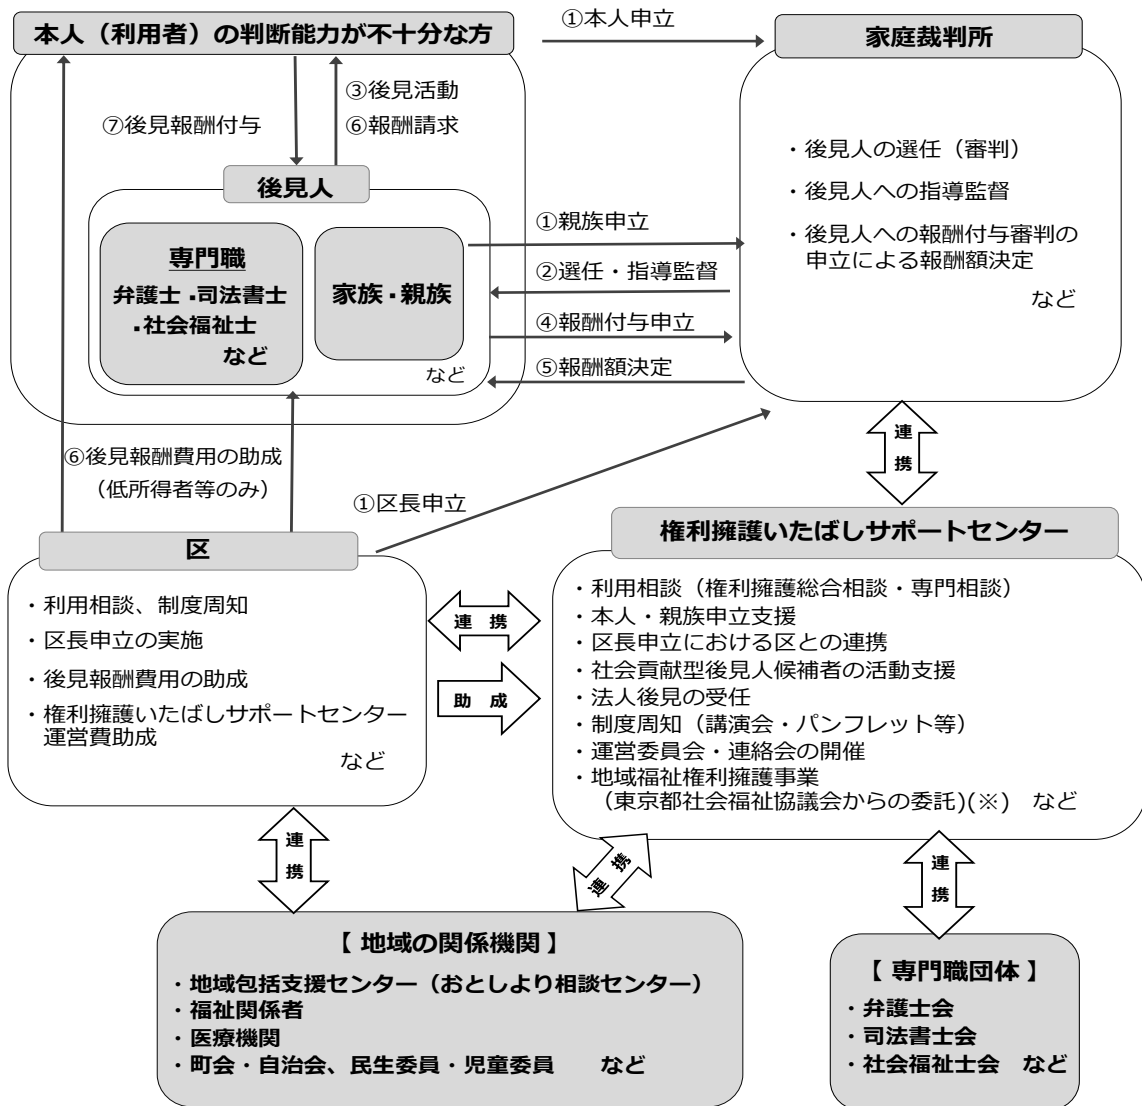 本人（利用者）の判断能力が不十分な方
①本人申立
家庭裁判所
③後見活動
⑦後見報酬付与
⑥報酬請求
・後見人の選任（審判）
・後見人への指導監督
・後見人への報酬付与審判の
申立による報酬額決定
など
後見人
専門職
弁護士・司法書士
・社会福祉士
など
家族・親族
など
①親族申立
②選任・指導監督
④報酬付与申立
⑤報酬額決定
連携
⑥後見報酬費用の助成
（低所得者等のみ）
①区長申立
区
・利用相談、制度周知
・区長申立の実施
・後見報酬費用の助成
・権利擁護いたばしサポートセンター
運営費助成
など
連携
助成
権利擁護いたばしサポートセンター
・利用相談（権利擁護総合相談・専門相談）
・本人・親族申立支援
・区長申立における区との連携
・社会貢献型後見人候補者の活動支援
・法人後見の受任
・制度周知（講演会・パンフレット等）
・運営委員会・連絡会の開催
・地域福祉権利擁護事業
（東京都社会福祉協議会からの委託)(※)　など
連携
連携
連携
【 地域の関係機関 】
・地域包括支援センター（おとしより相談センター）
・福祉関係者
・医療機関
・町会・自治会、民生委員・児童委員　　など
【 専門職団体 】
・弁護士会
・司法書士会
・社会福祉士会　など